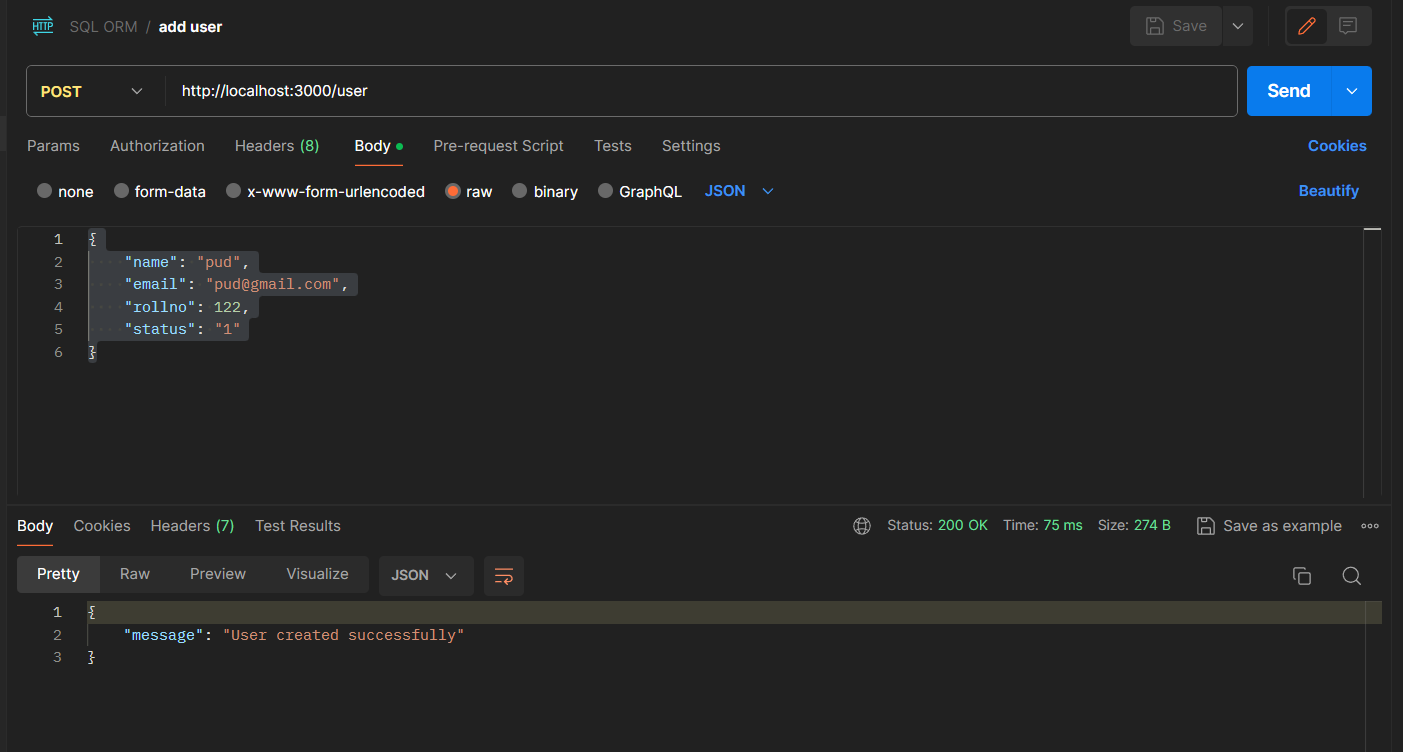 HTTP SQL ORM / add user Save
POST http://localhost:3000/user Send
Params Authorization Headers (8) Body Pre-request Script Tests Settings Cookies
none form-data x-www-form-urlencoded raw binary GraphQL JSON Beautify
1 {
2 "name": "pud",
3 "email": "pud@gmail.com",
4 "rollno": 122,
5 "status": "1"
6 }
Body Cookies Headers (7) Test Results Status: 200 OK Time: 75 ms Size: 274 B Save as example
Pretty Raw Preview Visualize JSON
1 {
2 "message": "User created successfully"
3 }